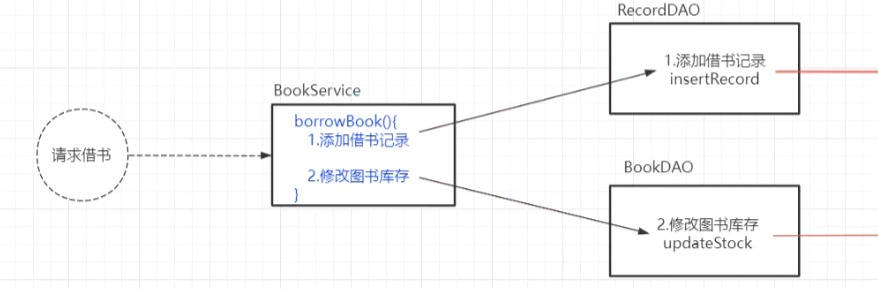 请求借书
BookService
borrowBook(){
1.添加借书记录
2.修改图书库存
}
RecordDAO
1.添加借书记录
insertRecord
BookDAO
2.修改图书库存
updateStock